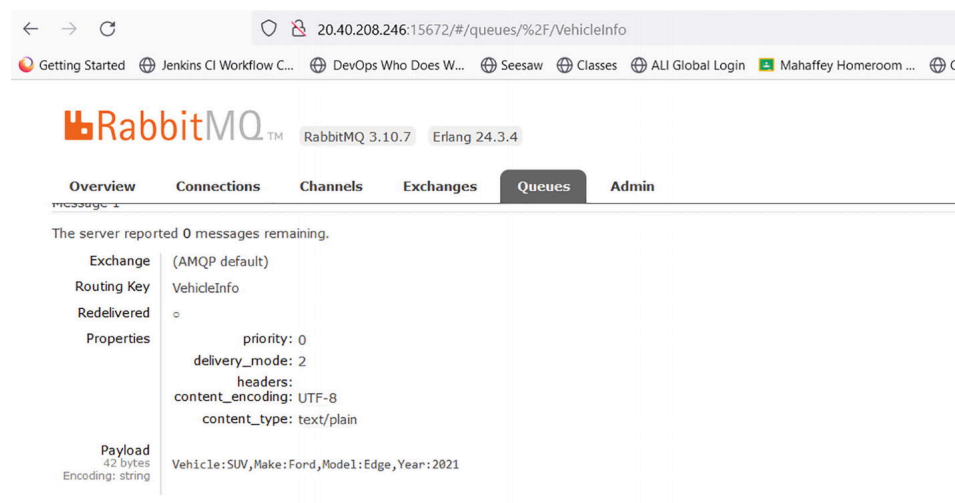 20.40.208.246:15672/#/queues/%2F/VehicleInfo
Getting Started Jenkins CI Workflow C... DevOps Who Does W... Seesaw Classes ALI Global Login Mahaffey Homeroom ...
RabbitMQ TM RabbitMQ 3.10.7 Erlang 24.3.4
Overview Connections Channels Exchanges Queues Admin
Message 1
The server reported 0 messages remaining.
Exchange (AMQP default)
Routing Key VehicleInfo
Redelivered ○
Properties priority: 0
delivery_mode: 2
headers:
content_encoding: UTF-8
content_type: text/plain
Payload
42 bytes
Encoding: string
Vehicle:SUV,Make:Ford,Model:Edge,Year:2021